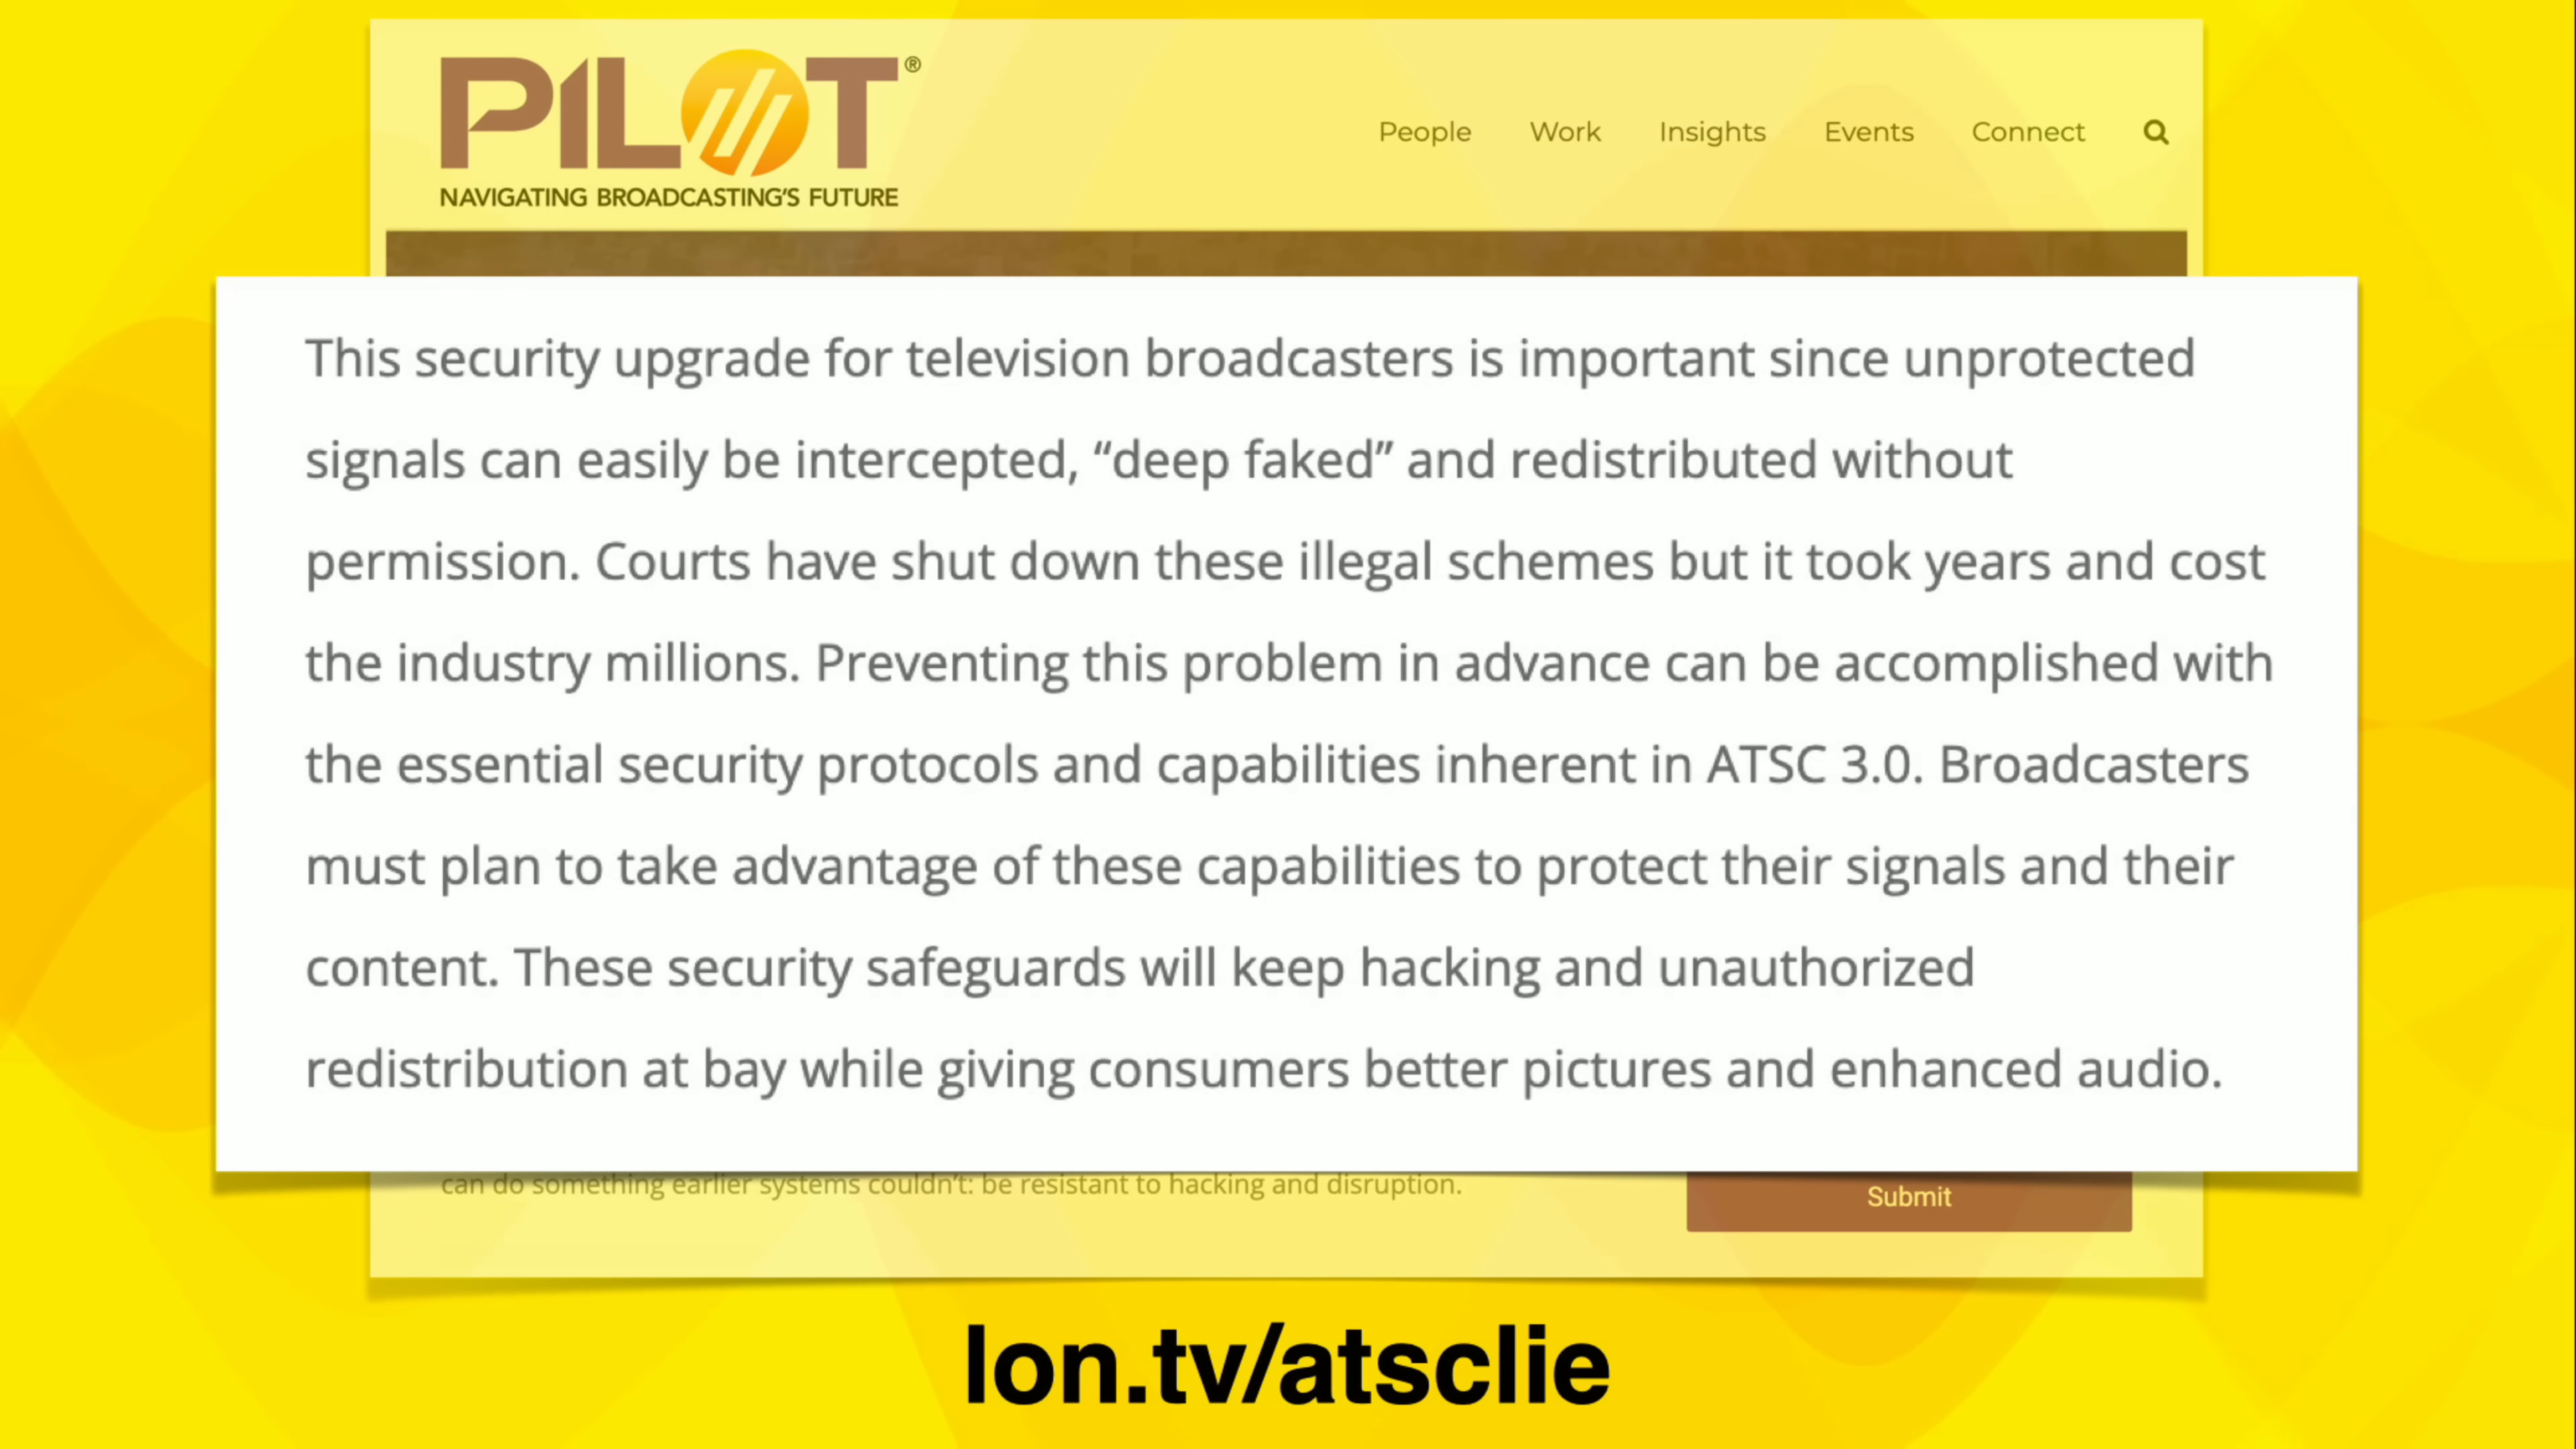 PILOT®
NAVIGATING BROADCASTING'S FUTURE
People Work Insights Events Connect
This security upgrade for television broadcasters is important since unprotected
signals can easily be intercepted, “deep faked” and redistributed without
permission. Courts have shut down these illegal schemes but it took years and cost
the industry millions. Preventing this problem in advance can be accomplished with
the essential security protocols and capabilities inherent in ATSC 3.0. Broadcasters
must plan to take advantage of these capabilities to protect their signals and their
content. These security safeguards will keep hacking and unauthorized
redistribution at bay while giving consumers better pictures and enhanced audio.
can do something earlier systems couldn't: be resistant to hacking and disruption.
Submit
lon.tv/atsclie